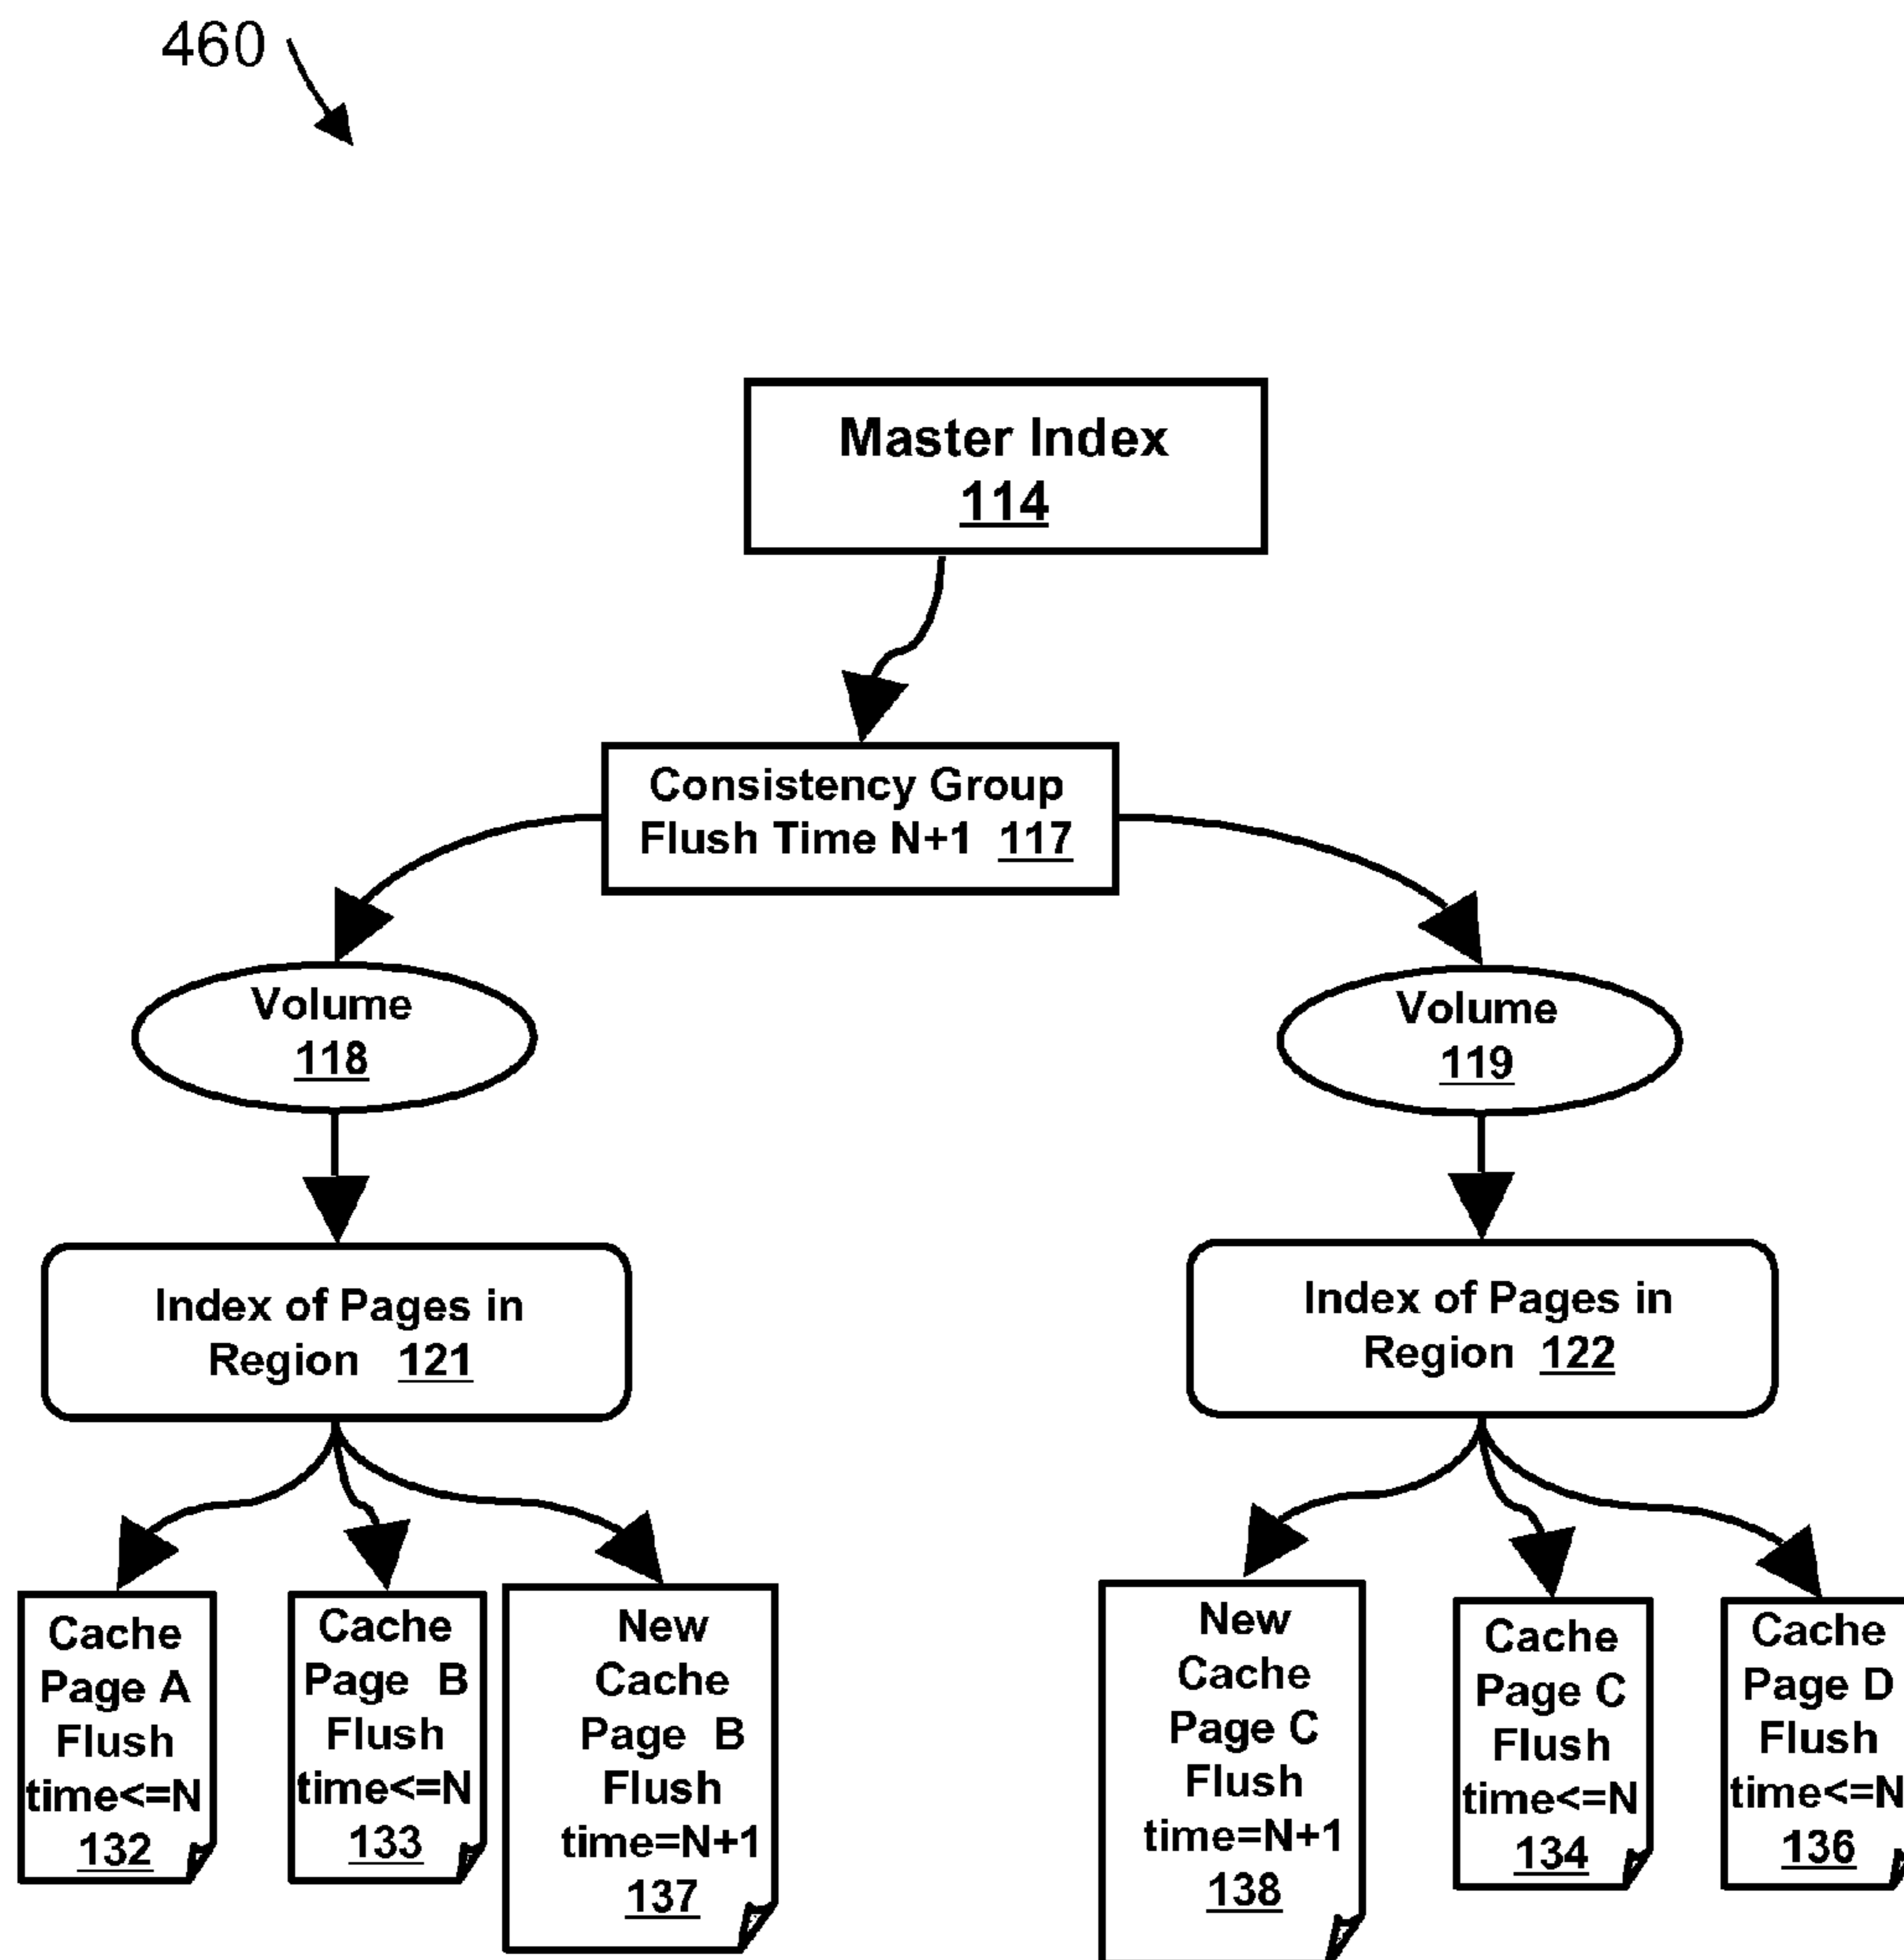 460
Master Index
114
Consistency Group
Flush Time N+1 117
Volume
118
Volume
119
Index of Pages in
Region 121
Index of Pages in
Region 122
Cache
Page A
Flush
time<=N
132
Cache
Page B
Flush
time<=N
133
New
Cache
Page B
Flush
time=N+1
137
New
Cache
Page C
Flush
time=N+1
138
Cache
Page C
Flush
time<=N
134
Cache
Page D
Flush
time<=N
136